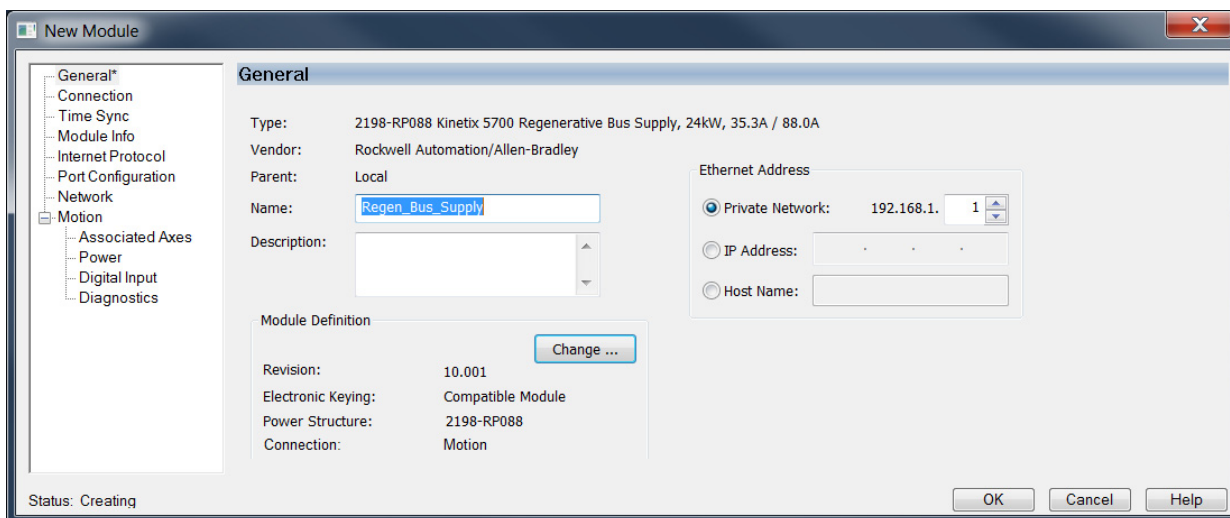 New Module
General*
Connection
Time Sync
Module Info
Internet Protocol
Port Configuration
Network
Motion
Associated Axes
Power
Digital Input
Diagnostics
General
Type: 2198-RP088 Kinetix 5700 Regenerative Bus Supply, 24kW, 35.3A / 88.0A
Vendor: Rockwell Automation/Allen-Bradley
Parent: Local
Name: Regen_Bus_Supply
Description:
Ethernet Address
Private Network: 192.168.1. 1
IP Address: . . .
Host Name:
Module Definition
Change ...
Revision: 10.001
Electronic Keying: Compatible Module
Power Structure: 2198-RP088
Connection: Motion
Status: Creating
OK Cancel Help